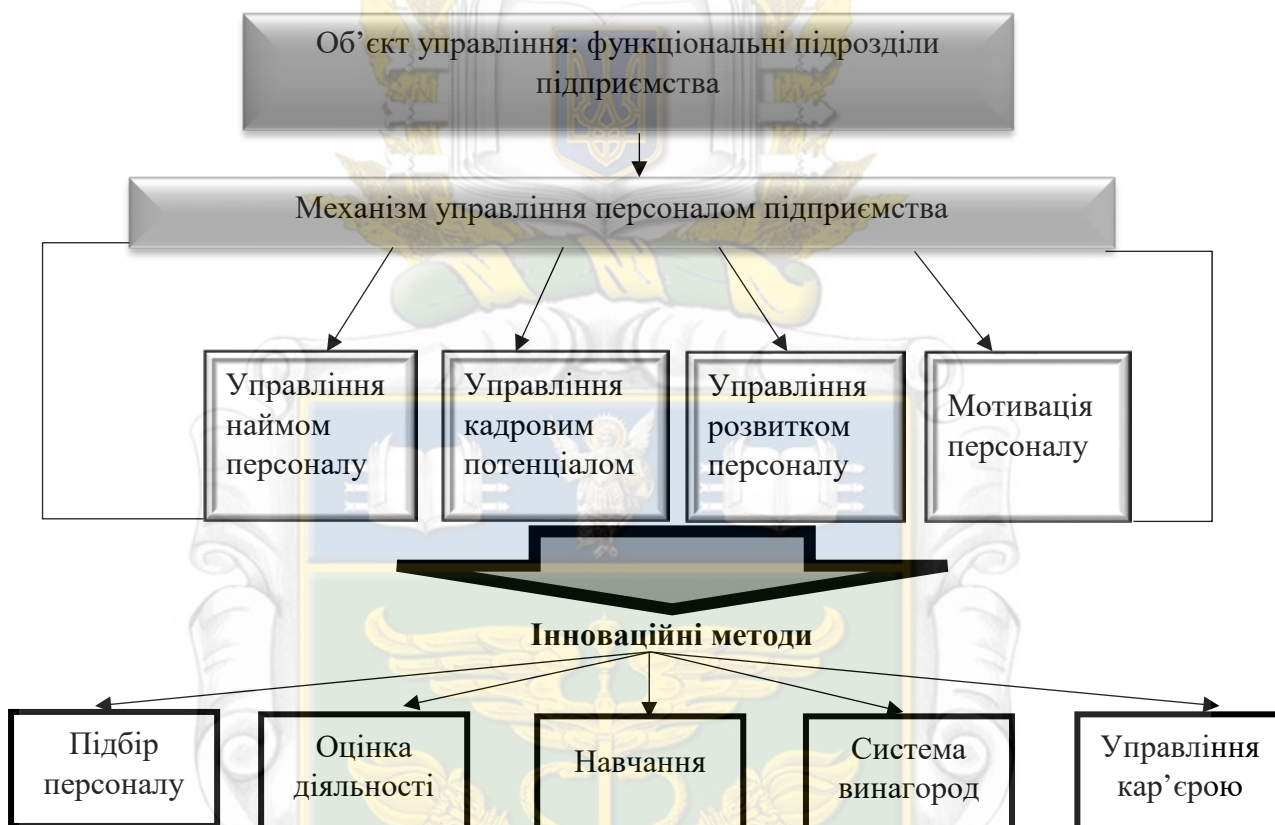 Об’єкт управління: функціональні підрозділи
підприємства
Механізм управління персоналом підприємства
Управління
наймом
персоналу
Управління
кадровим
потенціалом
Управління
розвитком
персоналу
Мотивація
персоналу
Інноваційні методи
Підбір
персоналу
Оцінка
діяльності
Навчання
Система
винагород
Управління
кар’єрою